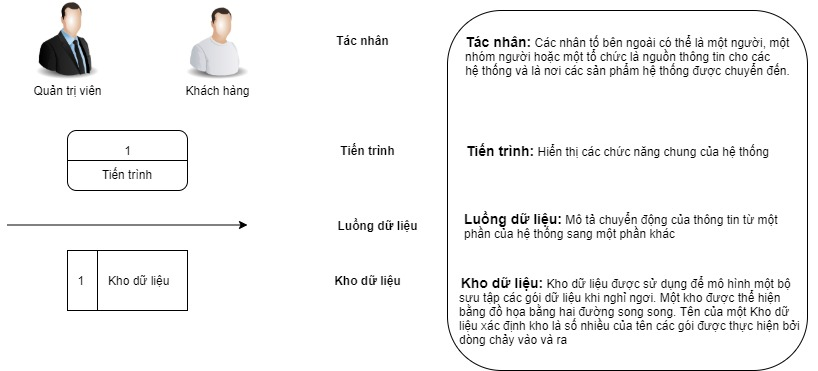 Quản trị viên
Khách hàng
Tác nhân
Tác nhân: Các nhân tố bên ngoài có thể là một người, một
nhóm người hoặc một tổ chức là nguồn thông tin cho các
hệ thống và là nơi các sản phẩm hệ thống được chuyển đến.
1
Tiến trình
Tiến trình
Tiến trình: Hiển thị các chức năng chung của hệ thống
Luồng dữ liệu
Luồng dữ liệu: Mô tả chuyển động của thông tin từ một
phần của hệ thống sang một phần khác
1
Kho dữ liệu
Kho dữ liệu
Kho dữ liệu: Kho dữ liệu được sử dụng để mô hình một bộ
sưu tập các gói dữ liệu khi nghỉ ngơi. Một kho được thể hiện
bằng đồ họa bằng hai đường song song. Tên của một Kho dữ
liệu xác định kho là số nhiều của tên các gói được thực hiện bởi
dòng chảy vào và ra